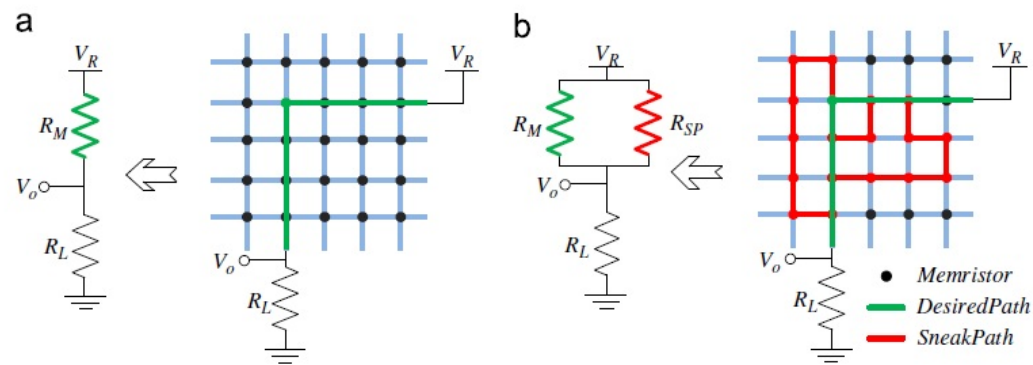 a
V_R
R_M
V_o
R_L
V_R
V_o
R_L
b
V_R
R_M
R_SP
V_o
R_L
V_R
V_o
R_L
Memristor
DesiredPath
SneakPath